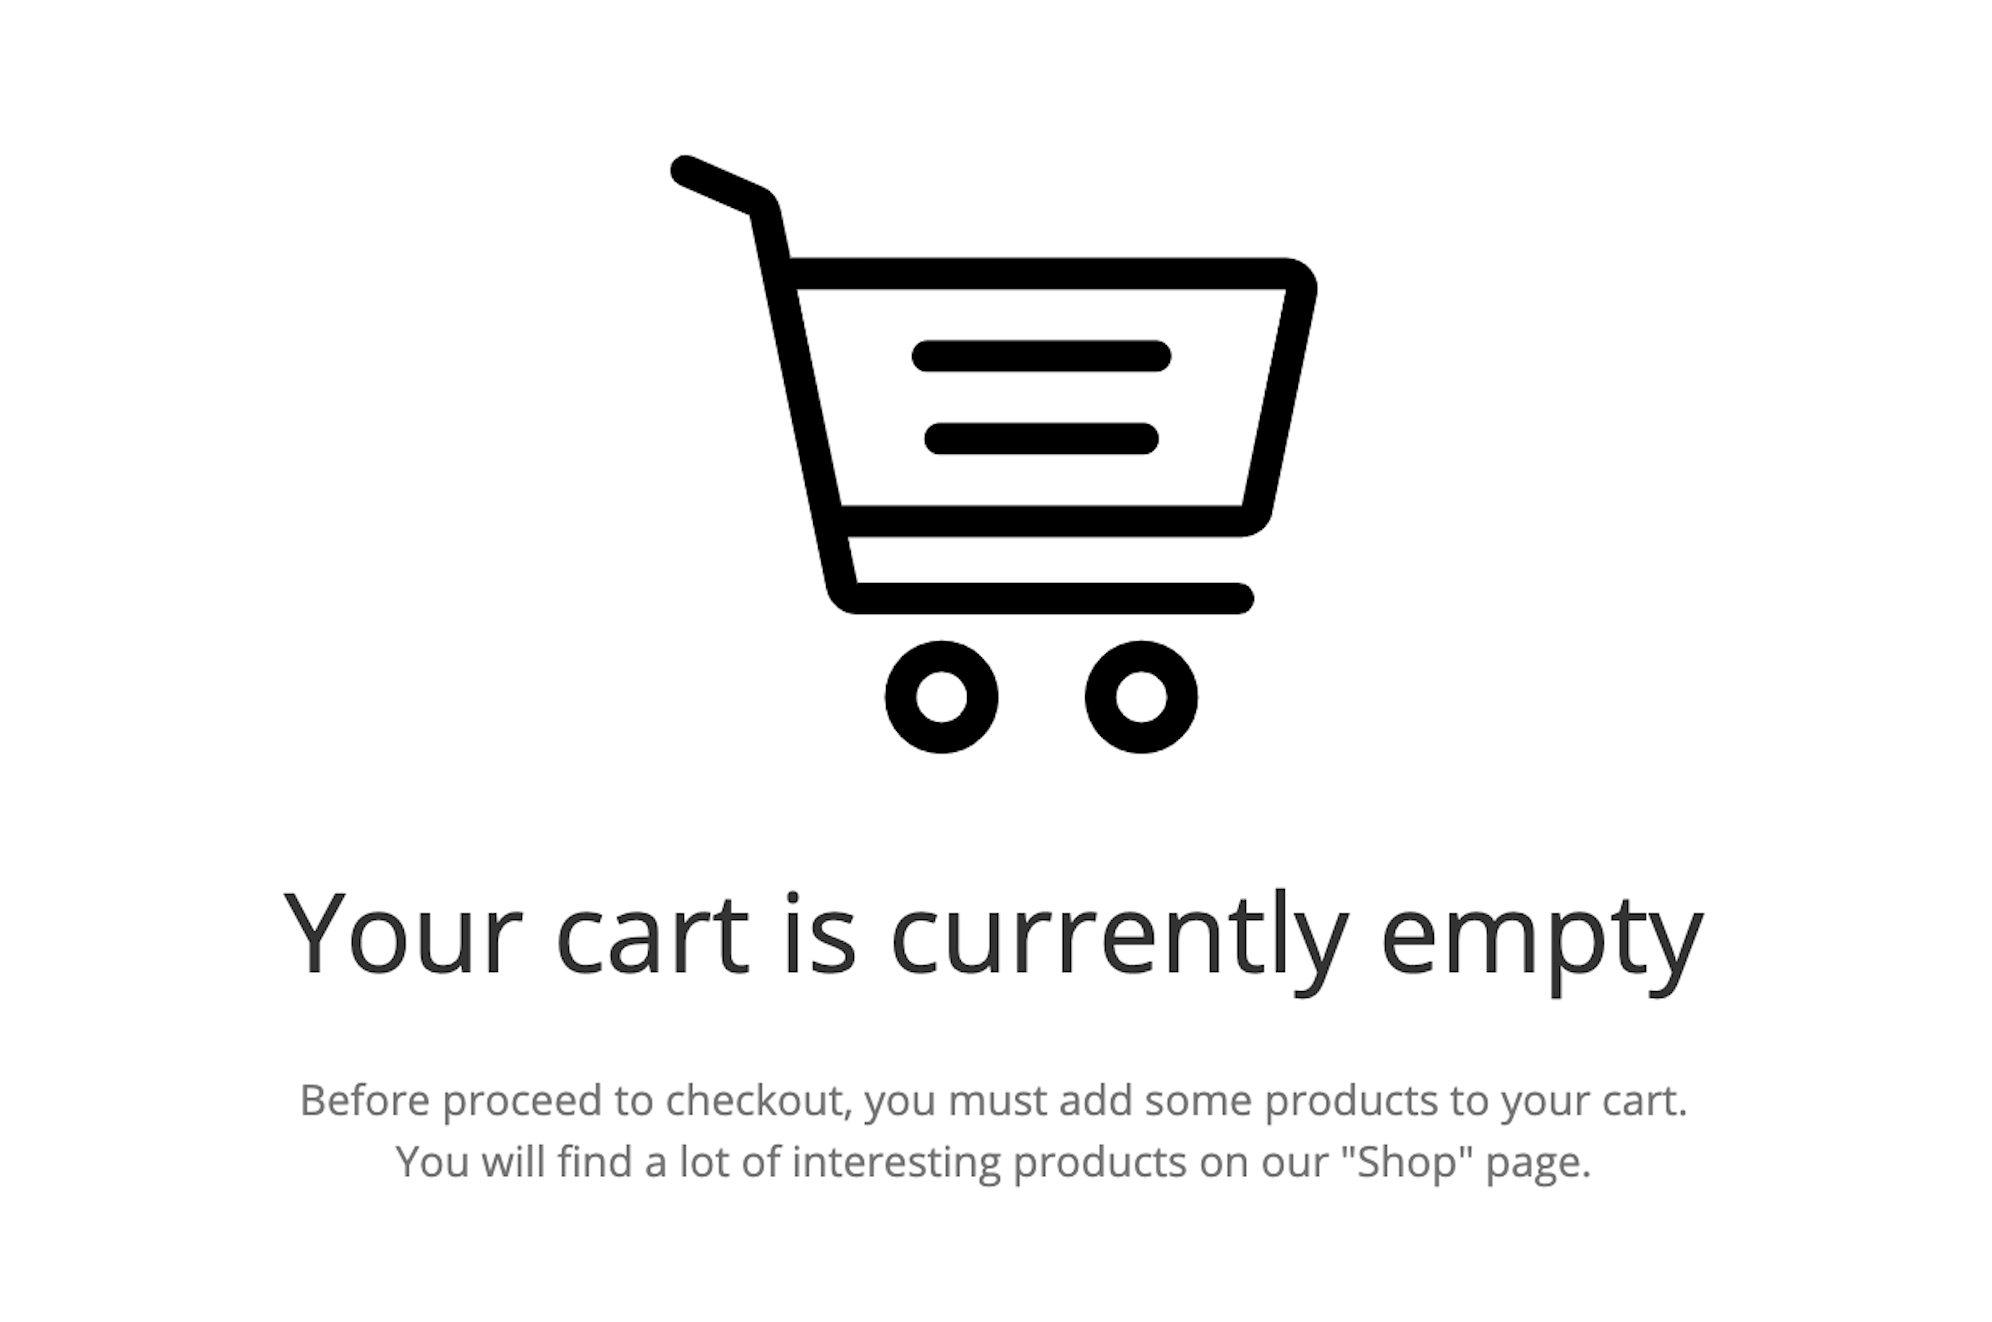 Your cart is currently empty
Before proceed to checkout, you must add some products to your cart.
You will find a lot of interesting products on our "Shop" page.